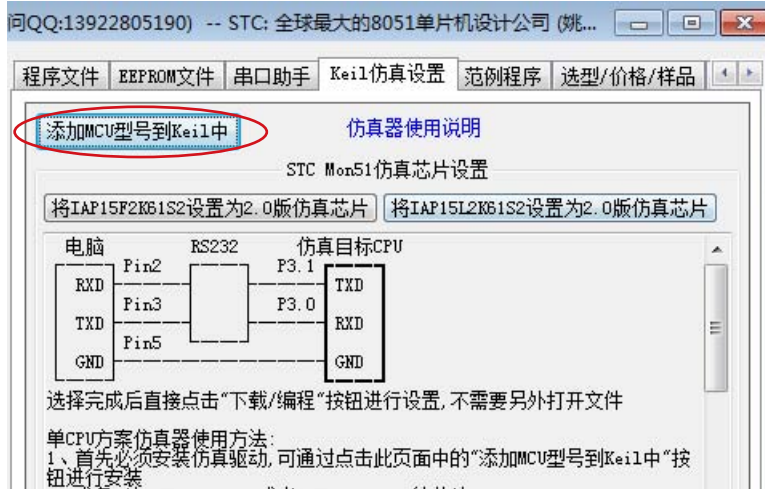 问QQ:13922805190) -- STC: 全球最大的8051单片机设计公司 (姚...
程序文件 EEPROM文件 串口助手 Keil仿真设置 范例程序 选型/价格/样品
添加MCU型号到Keil中 仿真器使用说明
STC Mon51仿真芯片设置
将IAP15F2K61S2设置为2.0版仿真芯片 将IAP15L2K61S2设置为2.0版仿真芯片
电脑 RS232 仿真目标CPU
Pin2 P3.1
RXD TXD
Pin3 P3.0
TXD RXD
Pin5
GND GND
选择完成后直接点击"下载/编程"按钮进行设置,不需要另外打开文件
单CPU方案仿真器使用方法:
1、首先必须安装仿真驱动,可通过点击此页面中的"添加MCU型号到Keil中"按
钮进行安装